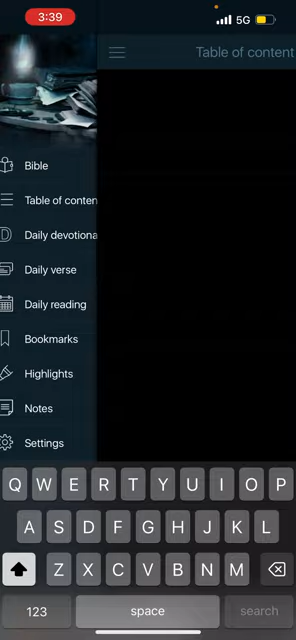 3:39
5G
Table of content
Bible
Table of conten
Daily devotiona
Daily verse
Daily reading
Bookmarks
Highlights
Notes
Settings
Q W E R T Y U I O P
A S D F G H J K L
Z X C V B N M
123 space search